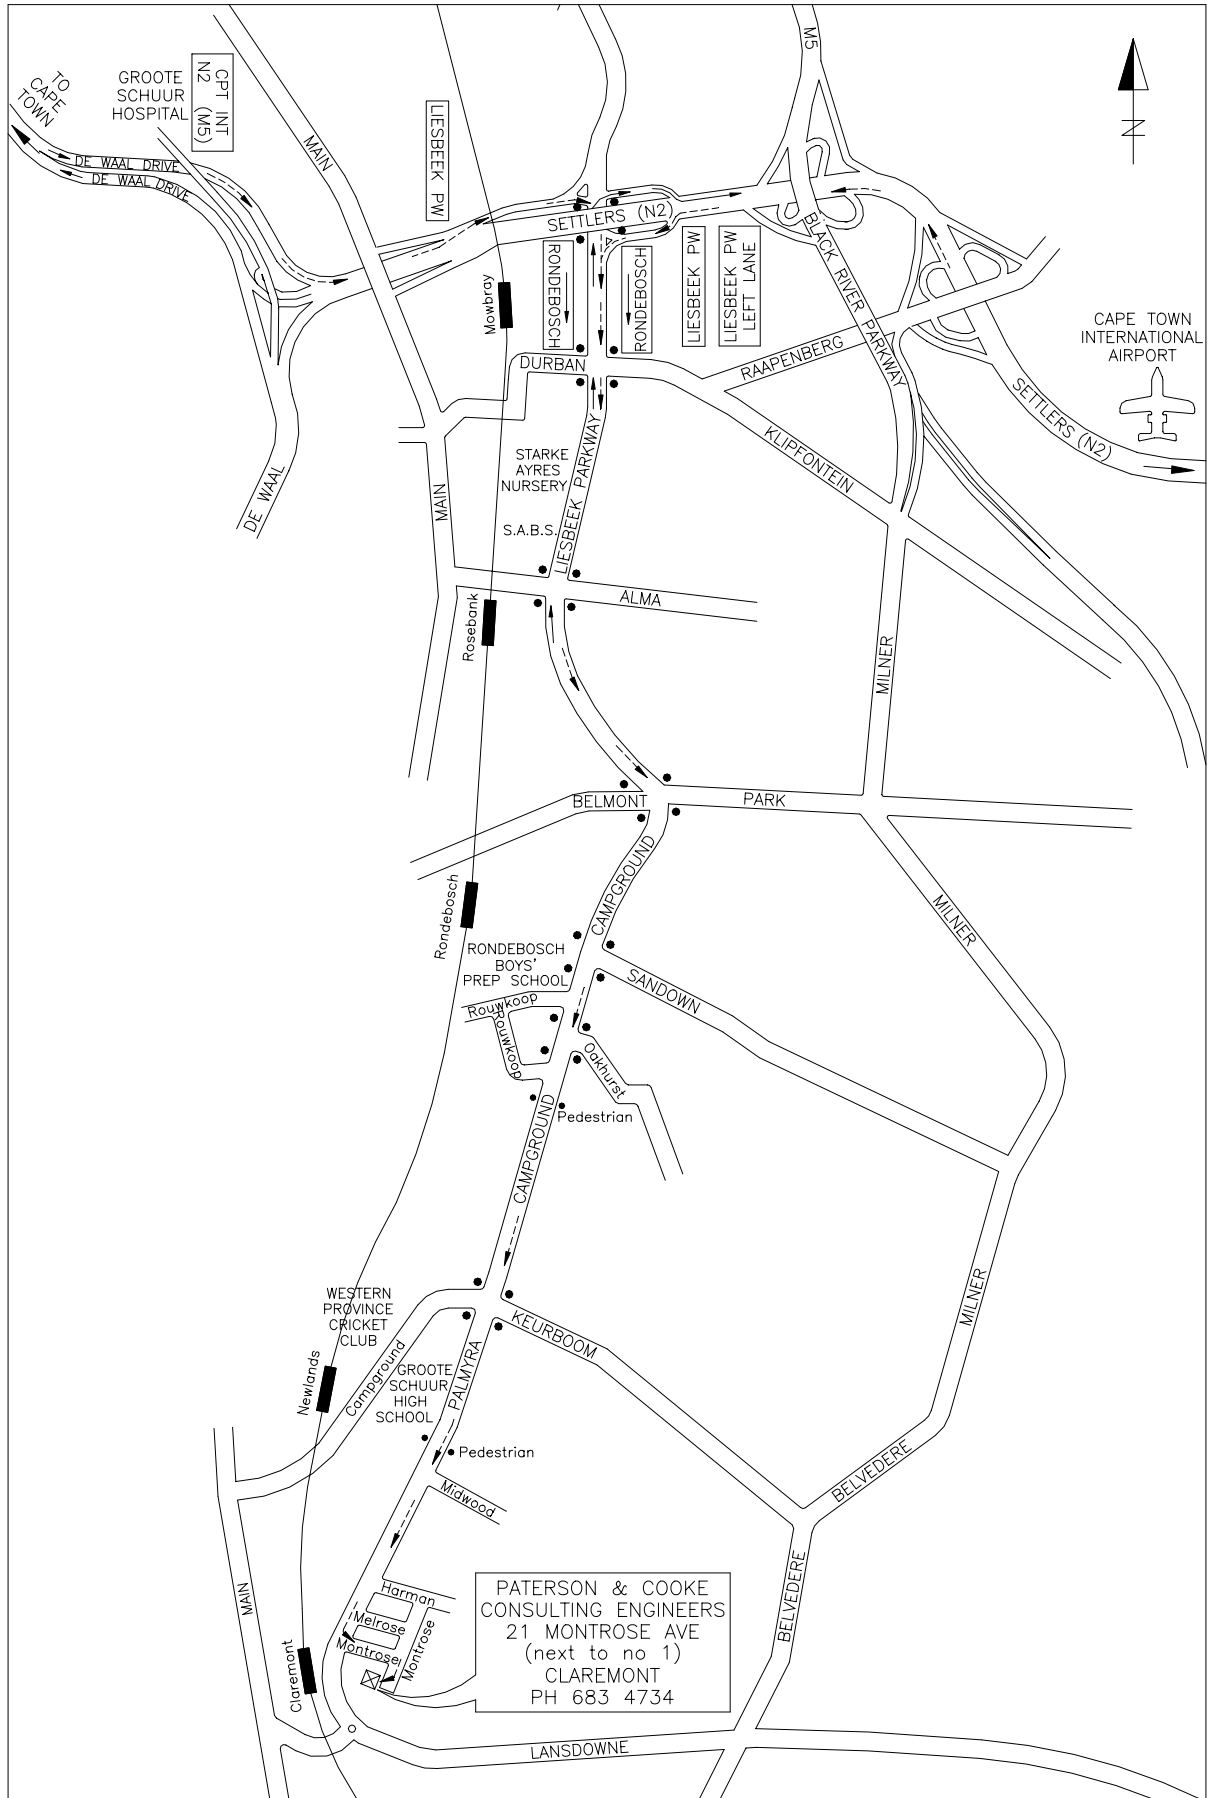 M5
TO
CAPE
TOWN
GROOTE
SCHUUR
HOSPITAL
CPT INT
N2 (M5)
LIESBEEK PW
MAIN
N
DE WAAL DRIVE
DE WAAL DRIVE
SETTLERS (N2)
BLACK RIVER PARKWAY
RONDEBOSCH
RONDEBOSCH
LIESBEEK PW
LIESBEEK PW
LEFT LANE
Mowbray
CAPE TOWN
INTERNATIONAL
AIRPORT
DURBAN
RAAPENBERG
SETTLERS (N2)
KLIPFONTEIN
STARKE
AYRES
NURSERY
LIESBEEK PARKWAY
DE WAAL
MAIN
S.A.B.S.
ALMA
Rosebank
MILNER
BELMONT
PARK
CAMPGROUND
Rondebosch
MILNER
RONDEBOSCH
BOYS'
PREP SCHOOL
SANDOWN
Rouwkoop
Rouwkoop
Oakhurst
Pedestrian
CAMPGROUND
WESTERN
PROVINCE
CRICKET
CLUB
KEURBOOM
MILNER
Newlands
Campground
GROOTE
SCHUUR
HIGH
SCHOOL
PALMYRA
Pedestrian
Midwood
BELVEDERE
MAIN
Harman
Melrose
Montrose
Montrose
PATERSON & COOKE
CONSULTING ENGINEERS
21 MONTROSE AVE
(next to no 1)
CLAREMONT
PH 683 4734
BELVEDERE
Claremont
LANSDOWNE